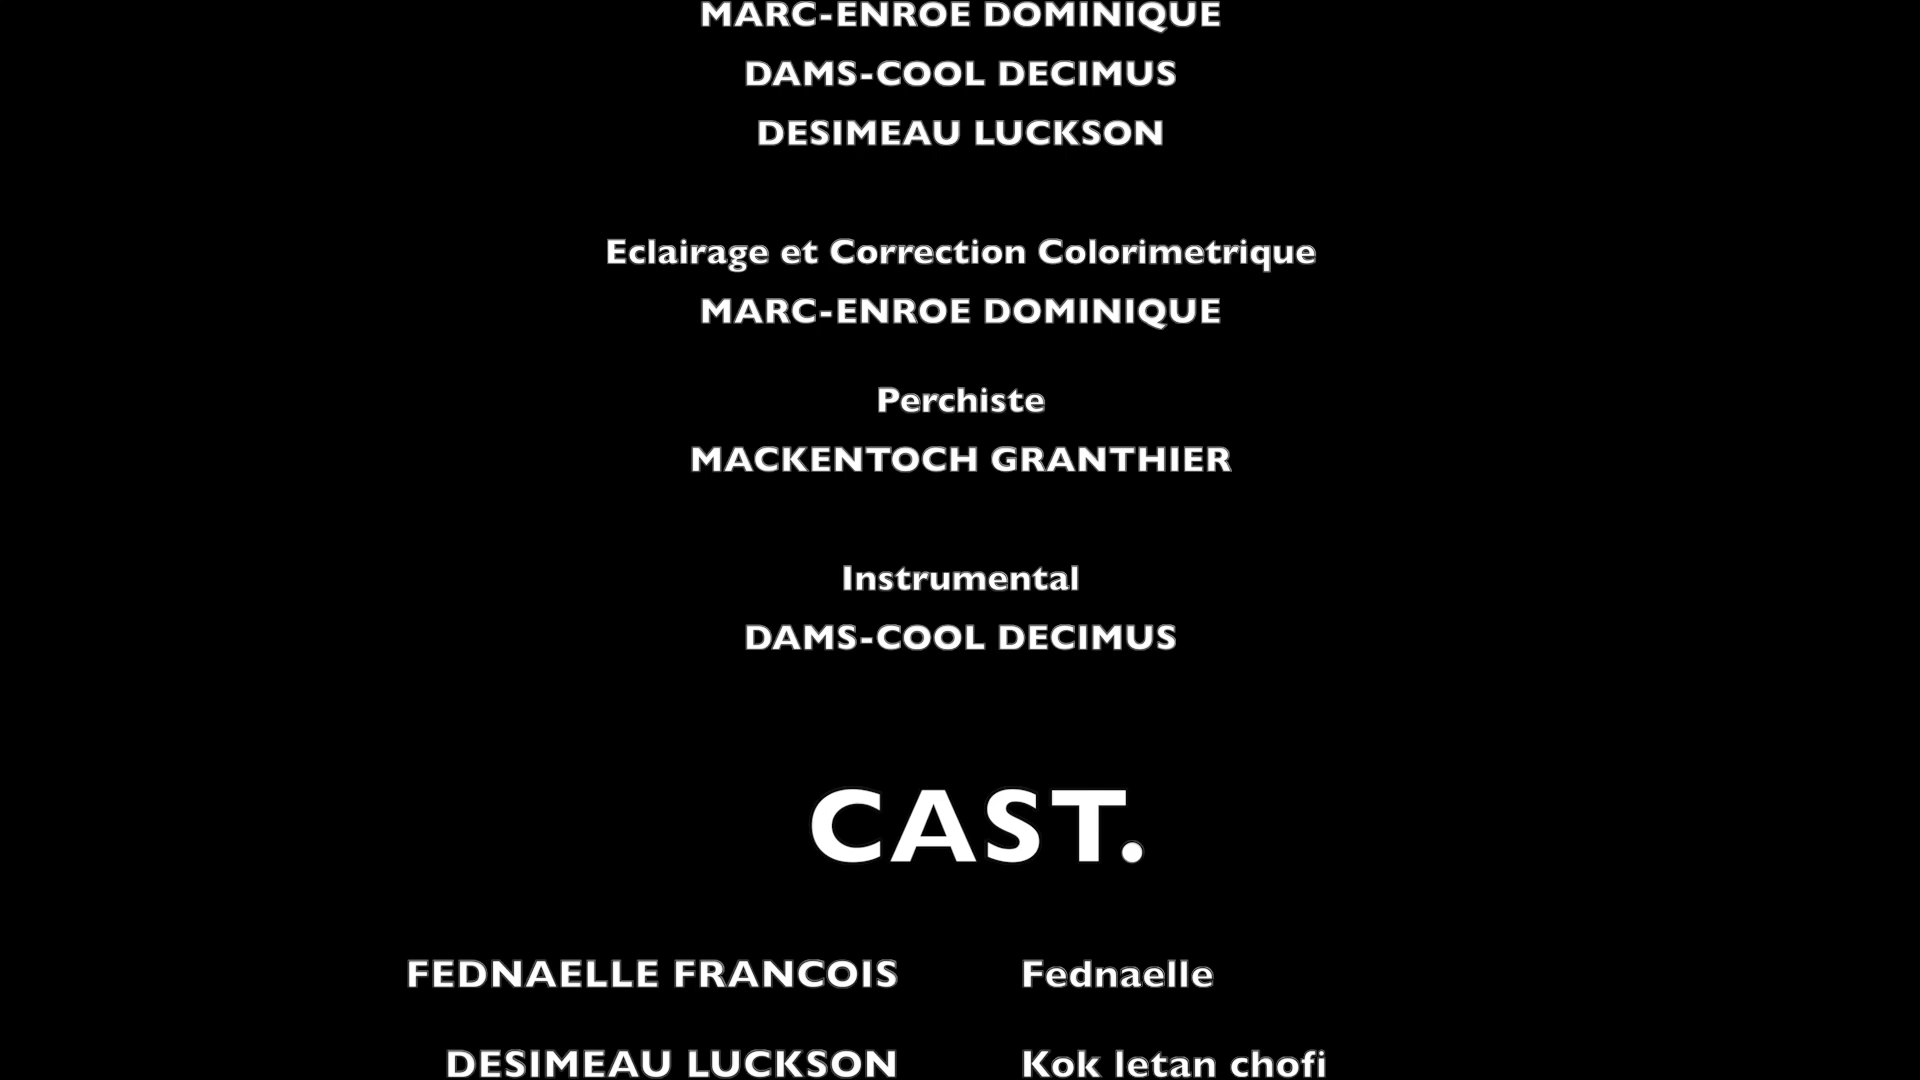 MARC-ENROE DOMINIQUE
DAMS-COOL DECIMUS
DESIMEAU LUCKSON
Eclairage et Correction Colorimetrique
MARC-ENROE DOMINIQUE
Perchiste
MACKENTOCH GRANTHIER
Instrumental
DAMS-COOL DECIMUS
CAST.
FEDNAELLE FRANCOIS Fednaelle
DESIMEAU LUCKSON Kok letan chofi